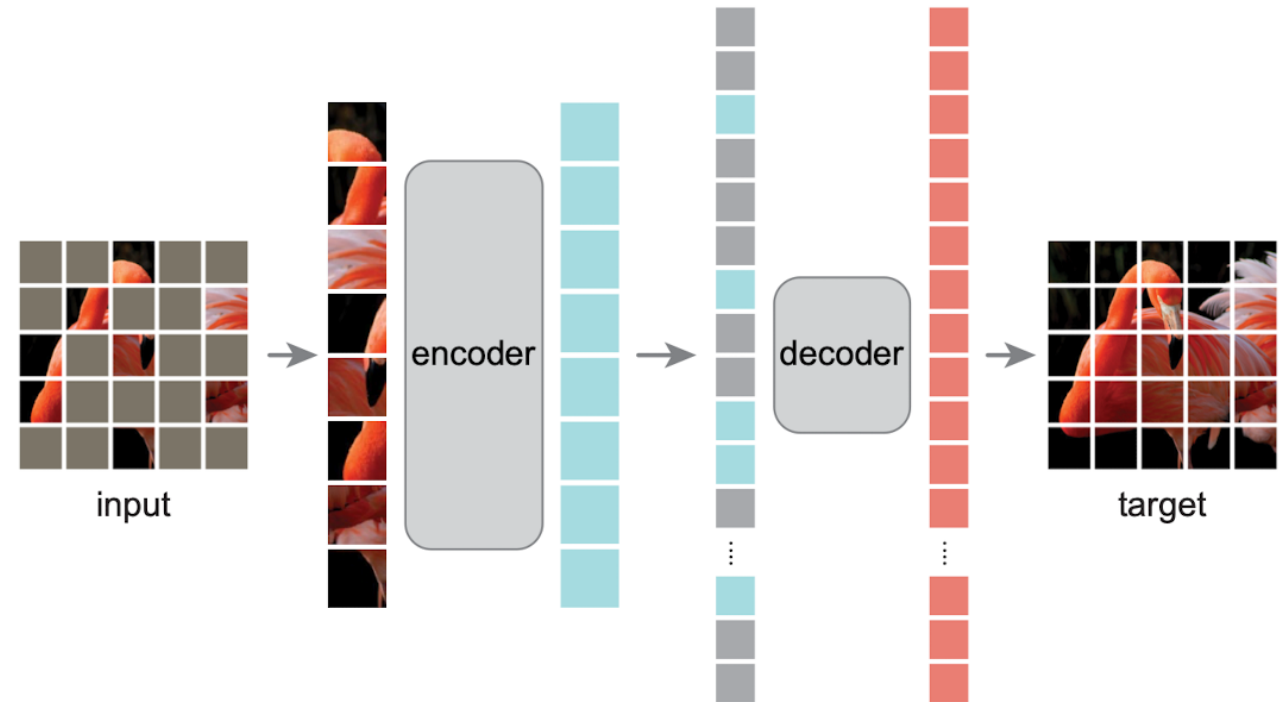 input
encoder
decoder
target